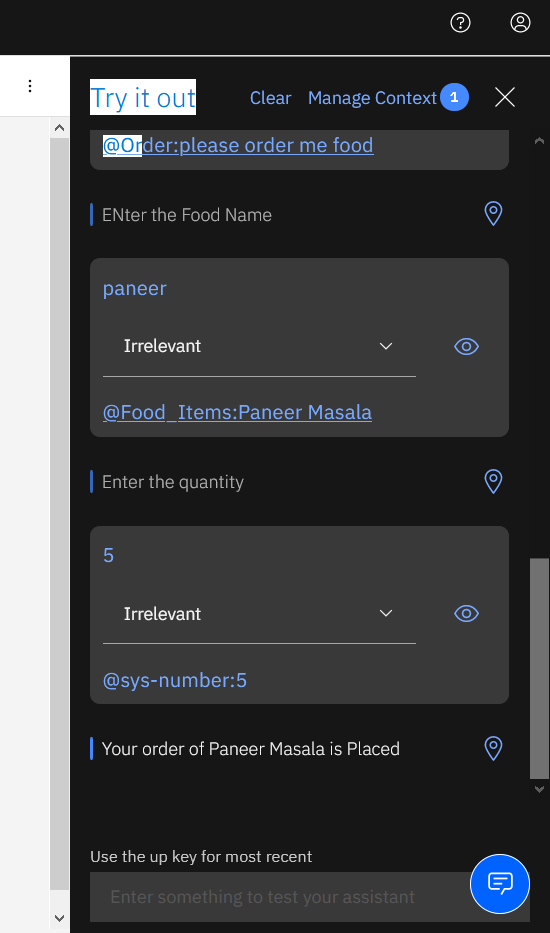 Try it out
Clear
Manage Context 1
@Order:please order me food
ENter the Food Name
paneer
Irrelevant
@Food_Items:Paneer Masala
Enter the quantity
5
Irrelevant
@sys-number:5
Your order of Paneer Masala is Placed
Use the up key for most recent
Enter something to test your assistant